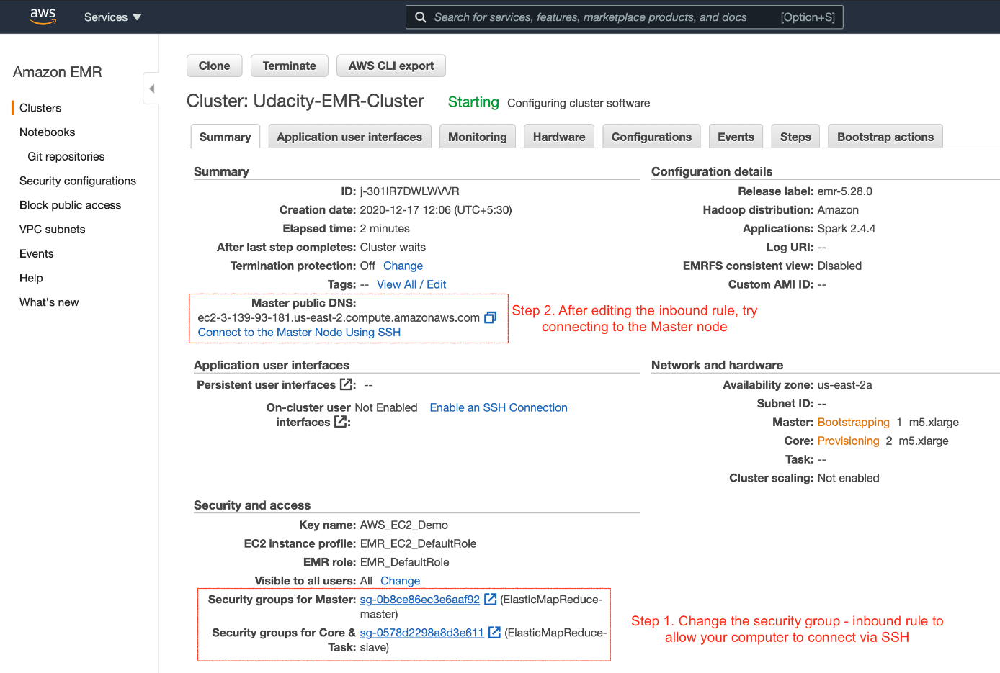 aws
Services
Search for services, features, marketplace products, and docs [Option+S]
Amazon EMR
Clusters
Notebooks
Git repositories
Security configurations
Block public access
VPC subnets
Events
Help
What's new
Clone
Terminate
AWS CLI export
Cluster: Udacity-EMR-Cluster Starting Configuring cluster software
Summary
Application user interfaces
Monitoring
Hardware
Configurations
Events
Steps
Bootstrap actions
Summary
ID: j-301IR7DWLWVVR
Creation date: 2020-12-17 12:06 (UTC+5:30)
Elapsed time: 2 minutes
After last step completes: Cluster waits
Termination protection: Off Change
Tags: -- View All / Edit
Master public DNS:
ec2-3-139-93-181.us-east-2.compute.amazonaws.com
Connect to the Master Node Using SSH
Step 2. After editing the inbound rule, try
connecting to the Master node
Configuration details
Release label: emr-5.28.0
Hadoop distribution: Amazon
Applications: Spark 2.4.4
Log URI: --
EMRFS consistent view: Disabled
Custom AMI ID: --
Application user interfaces
Persistent user interfaces : --
On-cluster user Not Enabled Enable an SSH Connection
interfaces :
Network and hardware
Availability zone: us-east-2a
Subnet ID: --
Master: Bootstrapping 1 m5.xlarge
Core: Provisioning 2 m5.xlarge
Task: --
Cluster scaling: Not enabled
Security and access
Key name: AWS_EC2_Demo
EC2 instance profile: EMR_EC2_DefaultRole
EMR role: EMR_DefaultRole
Visible to all users: All Change
Security groups for Master: sg-0b8ce86ec3e6aaf92 (ElasticMapReduce-
master)
Security groups for Core & sg-0578d2298a8d3e611 (ElasticMapReduce-
Task: slave)
Step 1. Change the security group - inbound rule to
allow your computer to connect via SSH